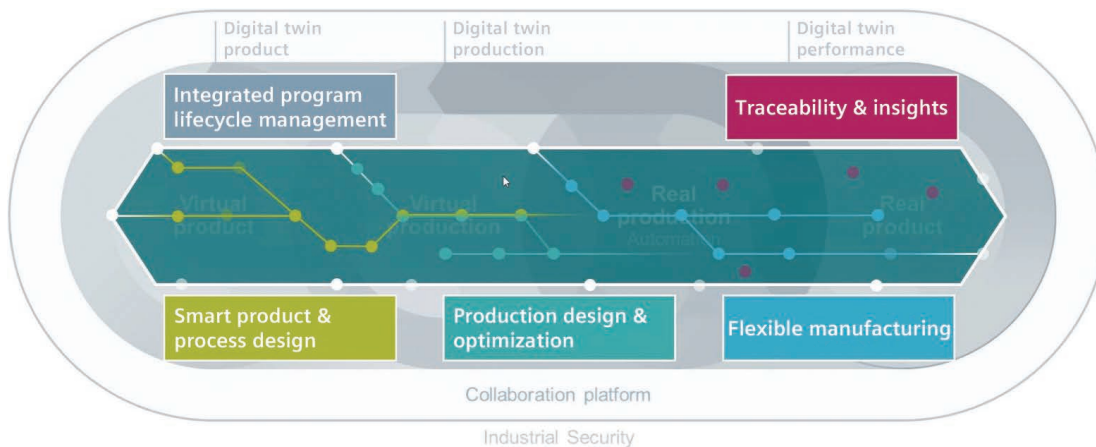 Digital twin
product
Digital twin
production
Digital twin
performance
Integrated program
lifecycle management
Traceability & insights
Virtual
product
Virtual
production
Real
production
Automation
Real
product
Smart product &
process design
Production design &
optimization
Flexible manufacturing
Collaboration platform
Industrial Security